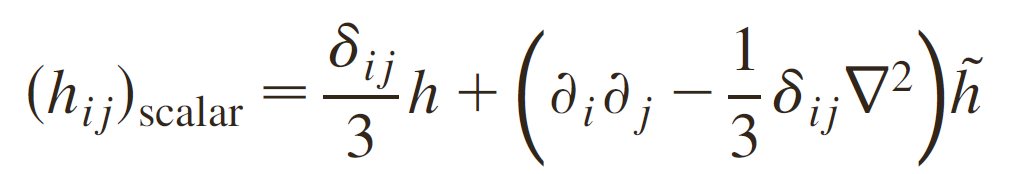 $(h_{ij})_{\text{scalar}} = \frac{\delta_{ij}}{3} h + \left( \partial_i \partial_j - \frac{1}{3} \delta_{ij} \nabla^2 \right) \tilde{h}$